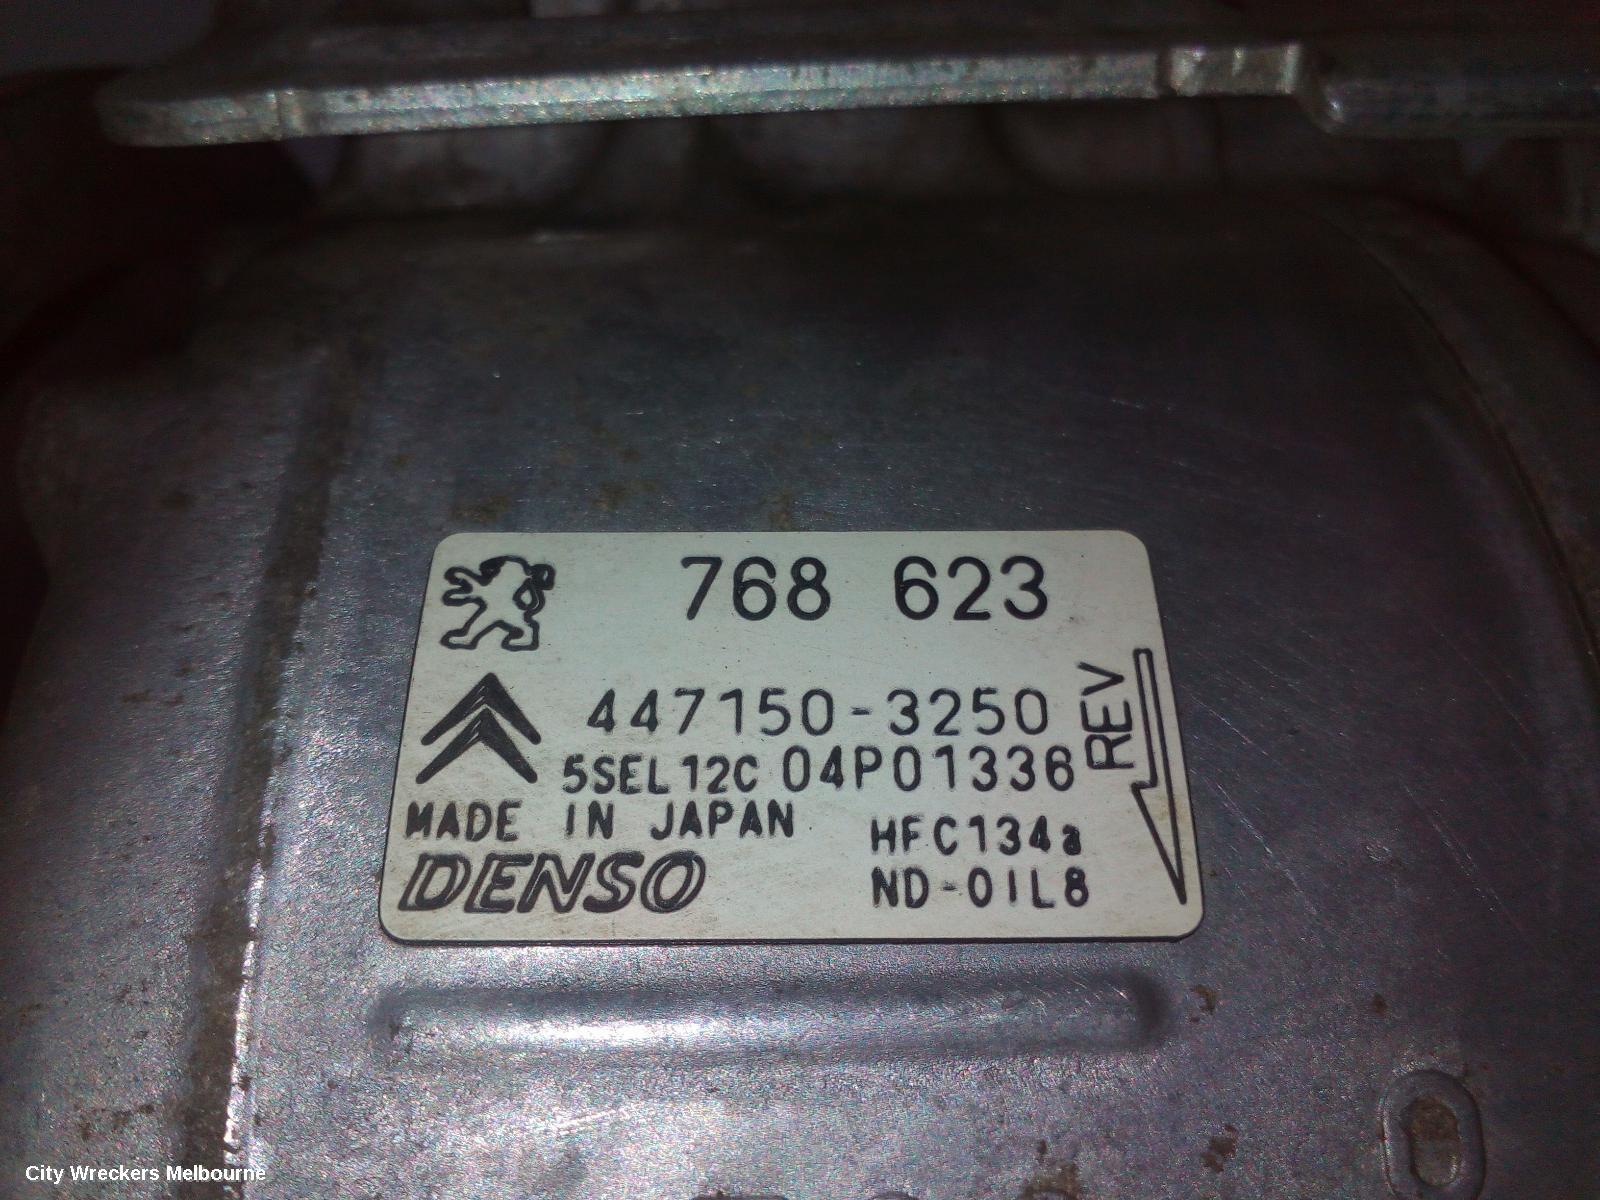 768 623
447150-3250
5SEL12C 04P01336
REV
MADE IN JAPAN
HFC134a
DENSO
ND-OIL8
City Wreckers Melbourne